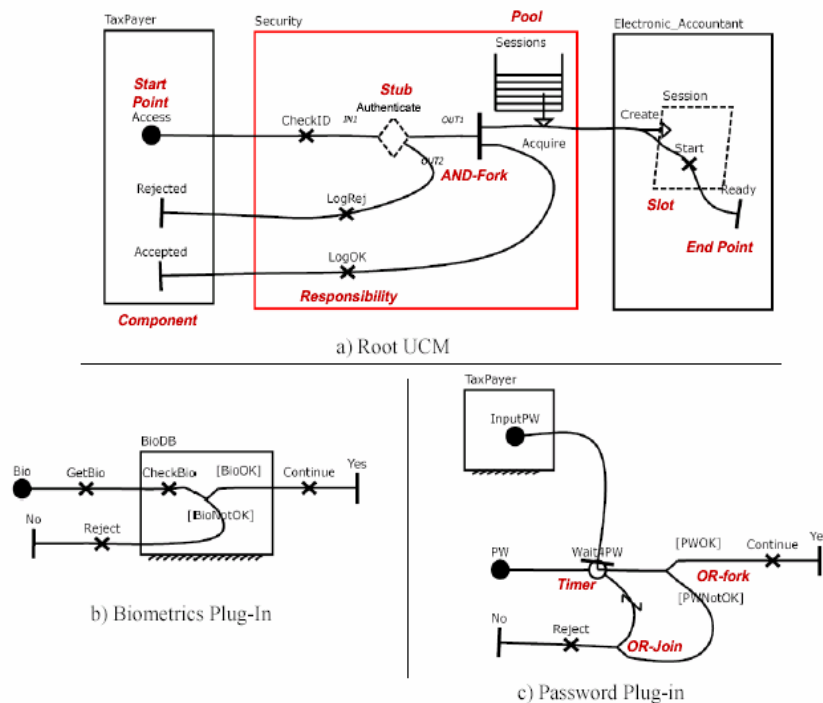 TaxPayer
Security
Pool
Electronic_Accountant
Sessions
Start
Point
Access
Stub
Authenticate
CheckID
IN1
OUT1
Create
Session
Acquire
Start
OUT2
AND-Fork
Rejected
LogRej
Ready
Slot
Accepted
LogOK
End Point
Responsibility
Component
a) Root UCM
TaxPayer
InputPW
BioDB
Bio
GetBio
CheckBio
[BioOK]
Continue
Yes
No
Reject
[BioNotOK]
b) Biometrics Plug-In
PW
Wait4PW
[PWOK]
Continue
Ye
Timer
OR-fork
[PWNotOK]
No
Reject
OR-Join
c) Password Plug-in